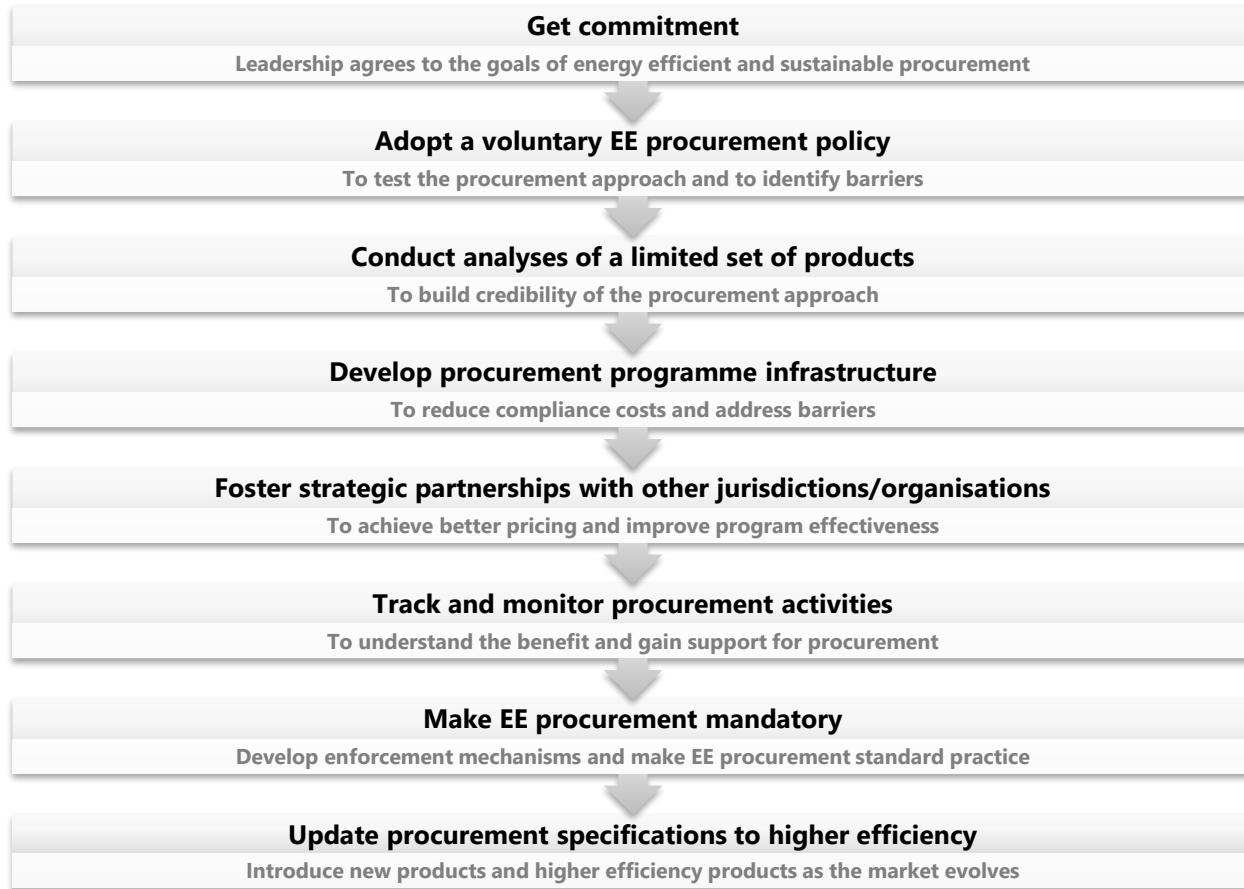 Get commitment
Leadership agrees to the goals of energy efficient and sustainable procurement
Adopt a voluntary EE procurement policy
To test the procurement approach and to identify barriers
Conduct analyses of a limited set of products
To build credibility of the procurement approach
Develop procurement programme infrastructure
To reduce compliance costs and address barriers
Foster strategic partnerships with other jurisdictions/organisations
To achieve better pricing and improve program effectiveness
Track and monitor procurement activities
To understand the benefit and gain support for procurement
Make EE procurement mandatory
Develop enforcement mechanisms and make EE procurement standard practice
Update procurement specifications to higher efficiency
Introduce new products and higher efficiency products as the market evolves